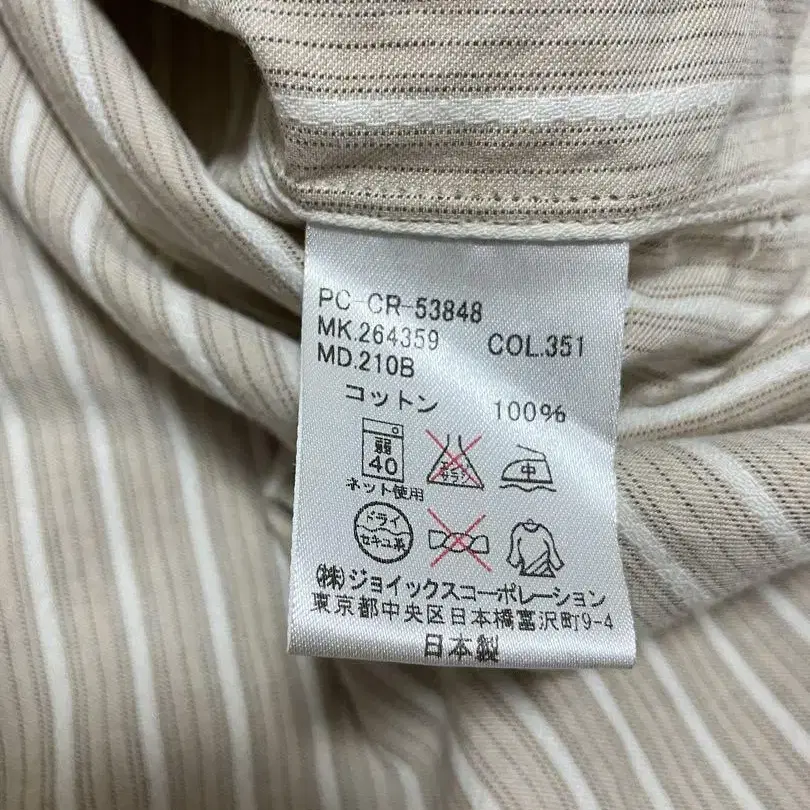 PC-CR-53848
MK.264359 COL.351
MD.210B
コットン 100%
弱 40 エンソ サラシ 中
ネット使用
ドライ セキユ系
(株)ジョイックスコーポレーション
東京都中央区日本橋富沢町9-4
日本製